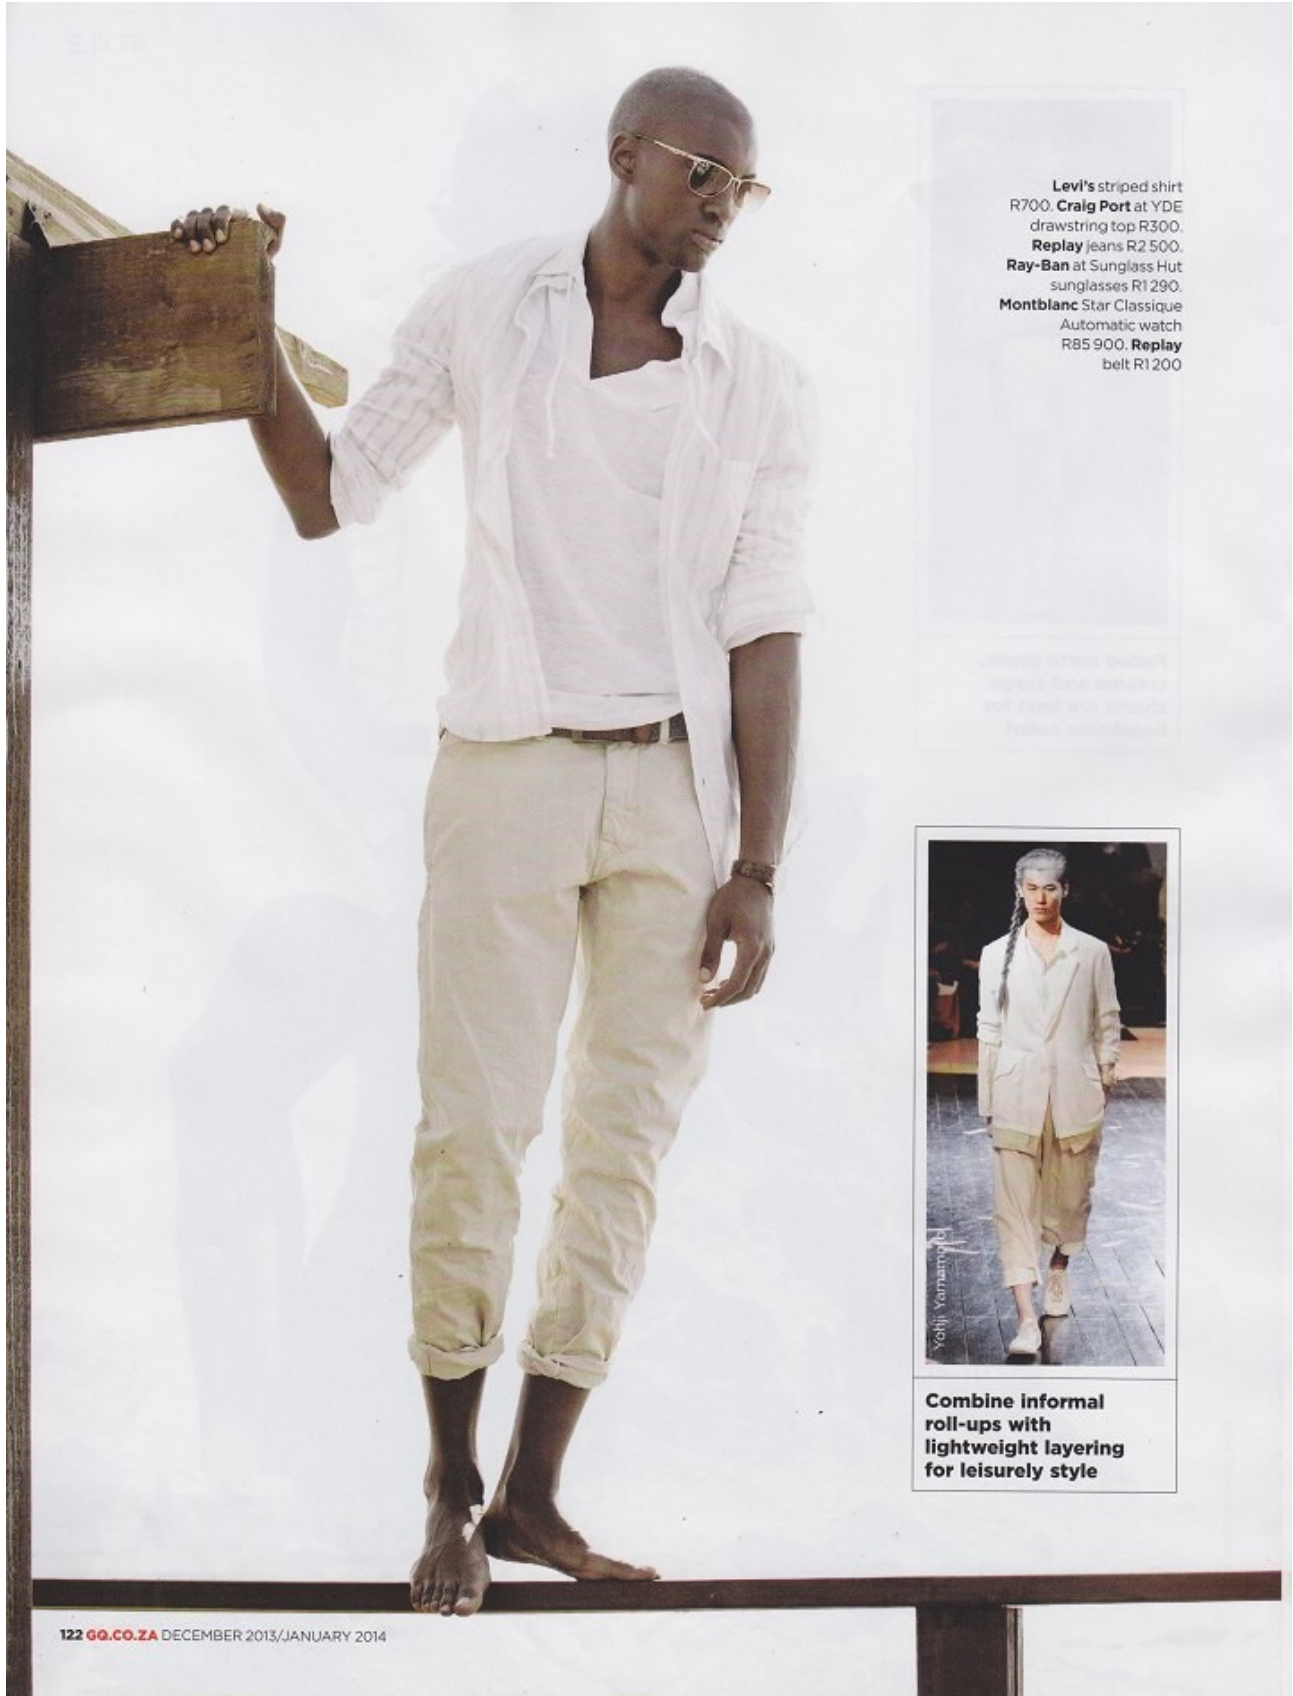 Levi's striped shirt
R700. Craig Port at YDE
drawstring top R300.
Replay jeans R2 500.
Ray-Ban at Sunglass Hut
sunglasses R1 290.
Montblanc Star Classique
Automatic watch
R85 900. Replay
belt R1 200
Yohji Yamamoto
Combine informal
roll-ups with
lightweight layering
for leisurely style
122 GQ.CO.ZA DECEMBER 2013/JANUARY 2014